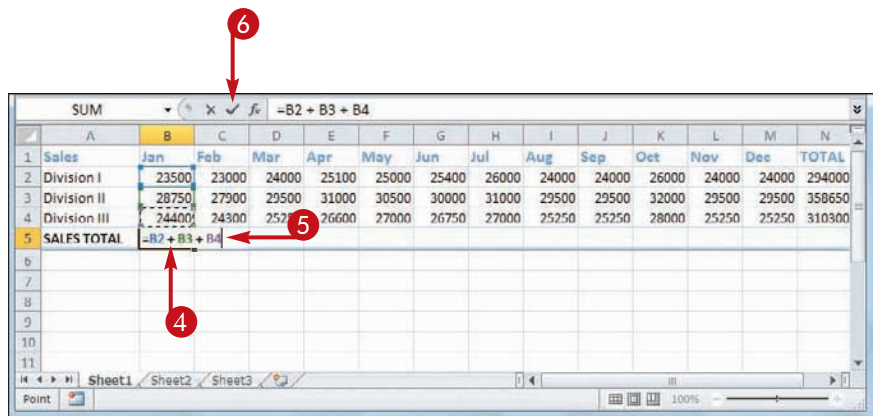 6
SUM = B2 + B3 + B4
A B C D E F G H I J K L M N
1 Sales Jan Feb Mar Apr May Jun Jul Aug Sep Oct Nov Dec TOTAL
2 Division I 23500 23000 24000 25100 25000 25400 26000 24000 24000 26000 24000 24000 294000
3 Division II 28750 27900 29500 31000 30500 30000 31000 29500 29500 32000 29500 29500 358650
4 Division III 24400 24300 26600 27000 26750 27000 25250 25250 28000 25250 25250 310300
5 SALES TOTAL =B2 + B3 + B4 5
6
7
8
9 4
10
11
Sheet1 Sheet2 Sheet3
Point 100%